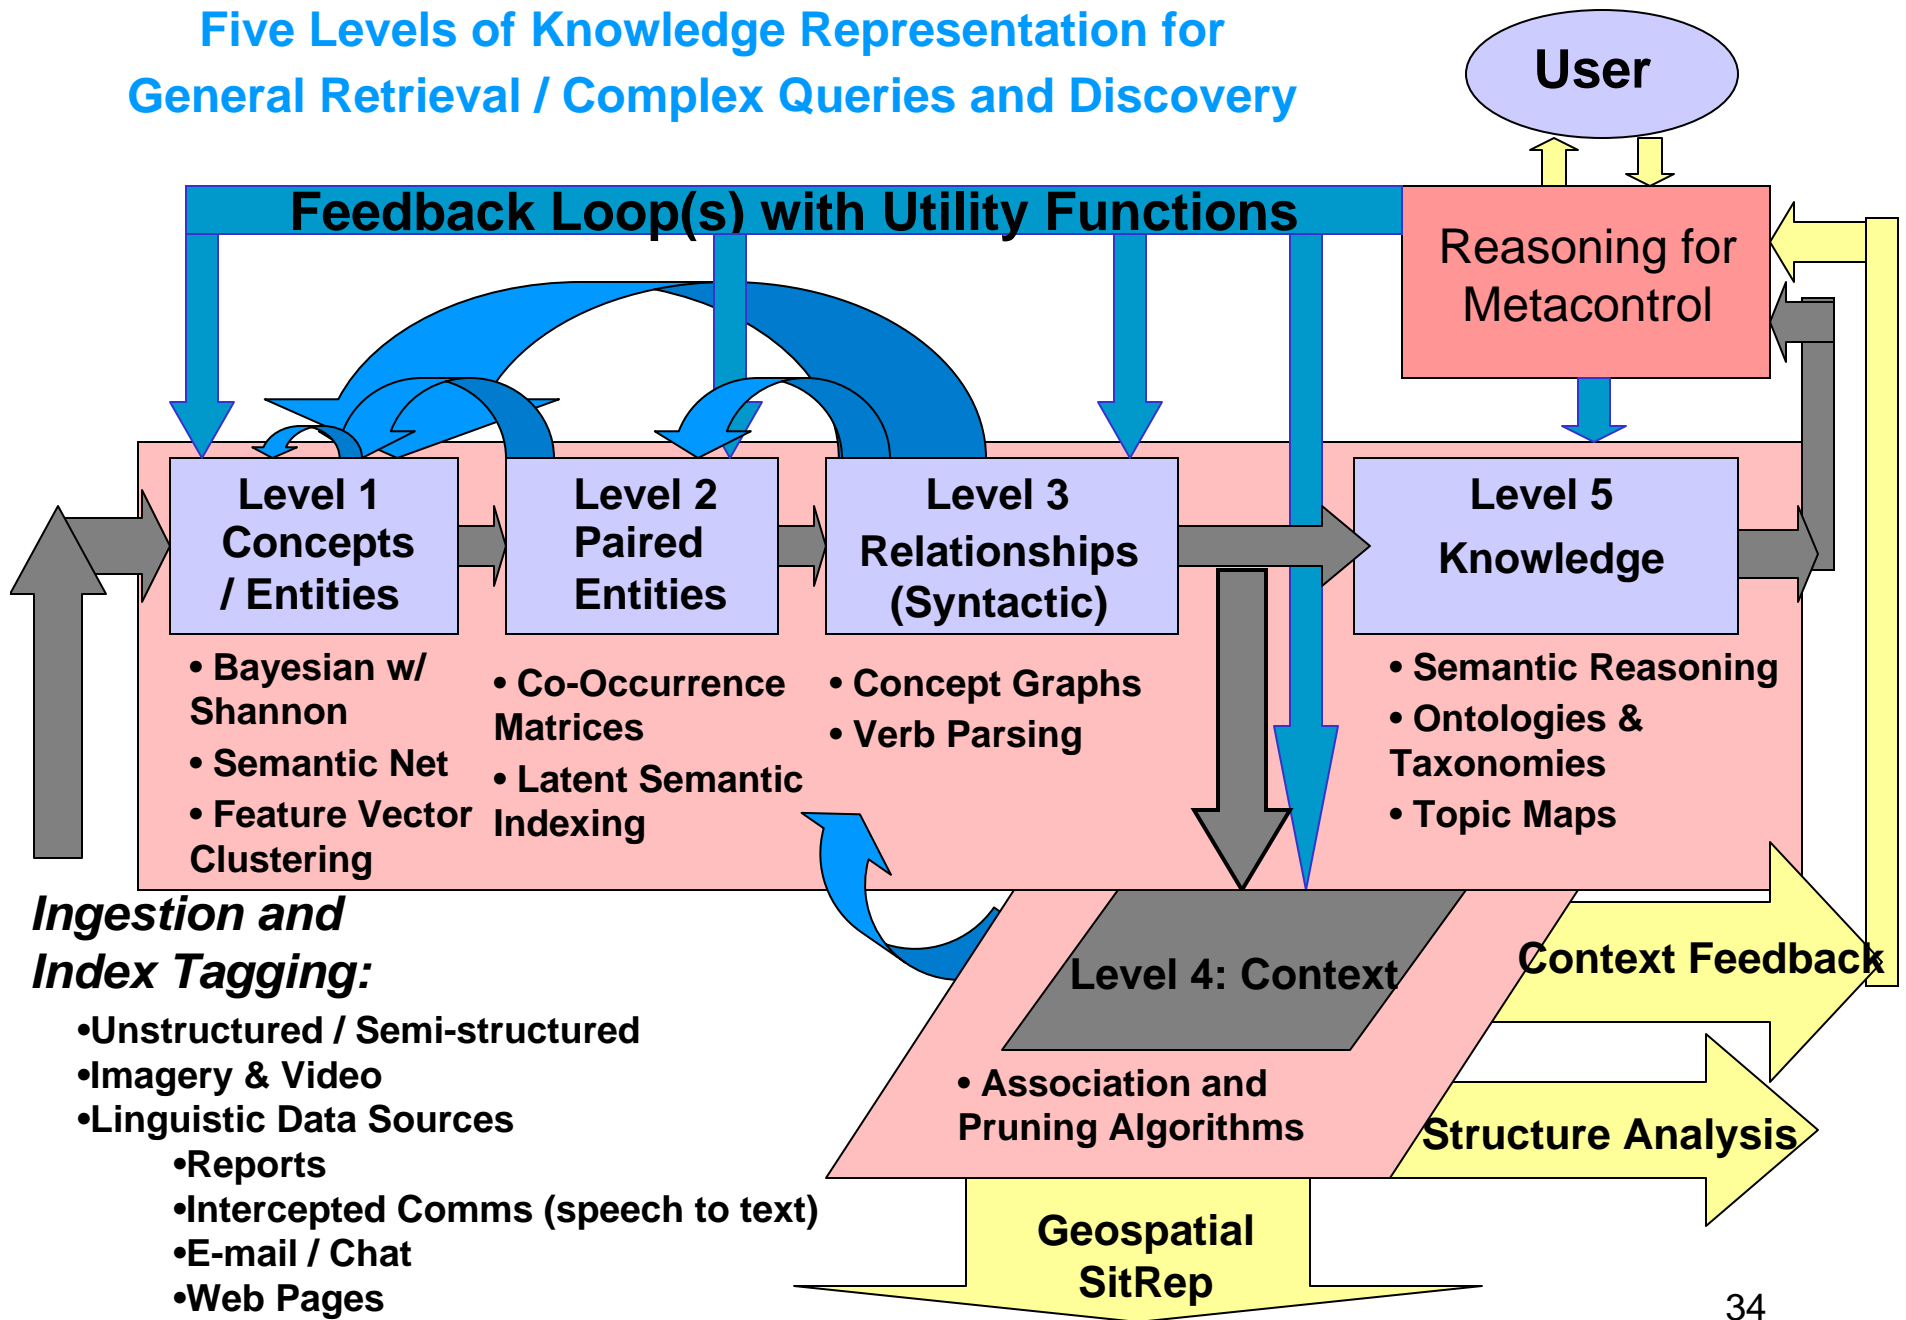 Five Levels of Knowledge Representation for
General Retrieval / Complex Queries and Discovery
User
Feedback Loop(s) with Utility Functions
Reasoning for
Metacontrol
Level 1
Concepts
/ Entities
Level 2
Paired
Entities
Level 3
Relationships
(Syntactic)
Level 5
Knowledge
• Bayesian w/
Shannon
• Semantic Net
• Feature Vector
Clustering
• Co-Occurrence
Matrices
• Latent Semantic
Indexing
• Concept Graphs
• Verb Parsing
• Semantic Reasoning
• Ontologies &
Taxonomies
• Topic Maps
Ingestion and
Index Tagging:
•Unstructured / Semi-structured
•Imagery & Video
•Linguistic Data Sources
•Reports
•Intercepted Comms (speech to text)
•E-mail / Chat
•Web Pages
Level 4: Context
• Association and
Pruning Algorithms
Context Feedback
Structure Analysis
Geospatial
SitRep
34